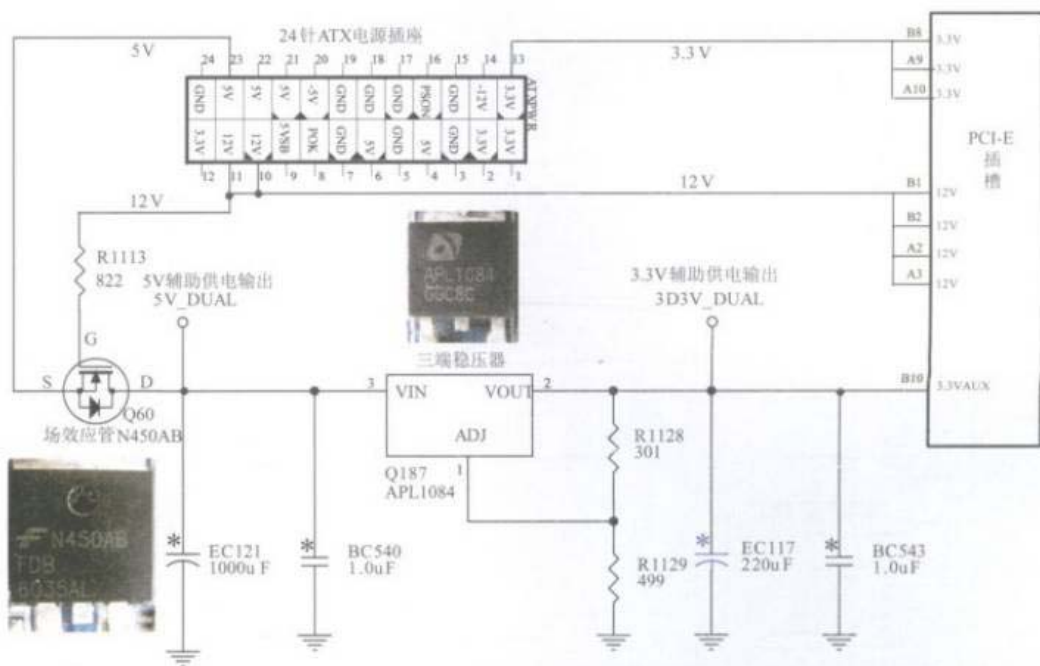 24针ATX电源插座
5V
3.3V
24 23 22 21 20 19 18 17 16 15 14 13
GND 5V 5V 5V -5V GND GND GND PSON GND -12V 3.3V
3.3V 12V 12V 5VSB POK GND 5V GND 5V GND 3.3V 3.3V
ATXPWR
12 11 10 9 8 7 6 5 4 3 2 1
B8 3.3V
A9 3.3V
A10 3.3V
PCI-E
插
槽
12V
12V
B1 12V
B2 12V
A2 12V
A3 12V
R1113
822
5V辅助供电输出
5V_DUAL
APL1084
GGC8C
三端稳压器
3.3V辅助供电输出
3D3V_DUAL
G
S
D
Q60
场效应管N450AB
3
VIN
VOUT
2
ADJ
1
Q187
APL1084
B10 3.3VAUX
R1128
301
R1129
499
N450AB
FDB
6035AL
*
EC121
1000uF
*
BC540
1.0uF
*
EC117
220uF
*
BC543
1.0uF